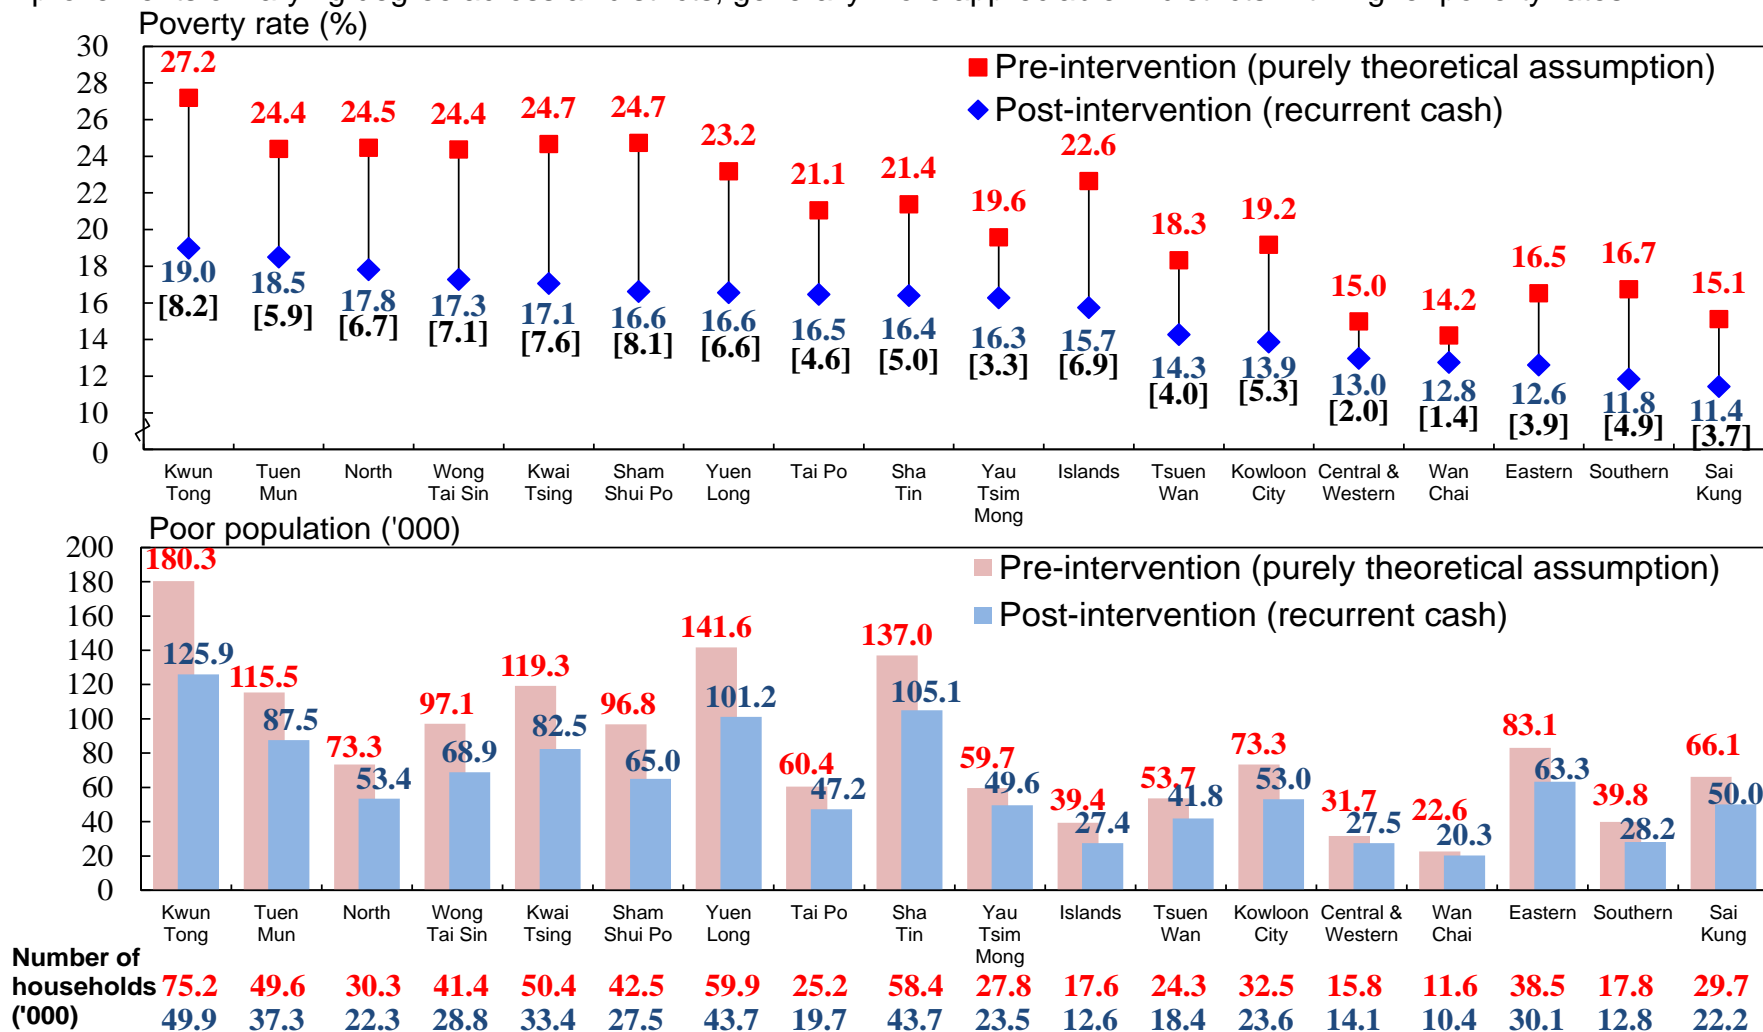 Poverty rate (%)
Pre-intervention (purely theoretical assumption)
Post-intervention (recurrent cash)
30
28
26
24
22
20
18
16
14
12
10
0
27.2 24.4 24.5 24.4 24.7 24.7 23.2 21.1 21.4 19.6 22.6 18.3 19.2 15.0 14.2 16.5 16.7 15.1
19.0 18.5 17.8 17.3 17.1 16.6 16.6 16.5 16.4 16.3 15.7 14.3 13.9 13.0 12.8 12.6 11.8 11.4
[8.2] [5.9] [6.7] [7.1] [7.6] [8.1] [6.6] [4.6] [5.0] [3.3] [6.9] [4.0] [5.3] [2.0] [1.4] [3.9] [4.9] [3.7]
Kwun Tuen North Wong Kwai Sham Yuen Tai Po Sha Yau Islands Tsuen Kowloon Central & Wan Eastern Southern Sai
Tong Mun Tai Sin Tsing Shui Po Long Tin Tsim Wan City Western Chai Kung
Mong
Poor population ('000)
Pre-intervention (purely theoretical assumption)
Post-intervention (recurrent cash)
200
180
160
140
120
100
80
60
40
20
0
180.3 115.5 73.3 97.1 119.3 96.8 141.6 60.4 137.0 59.7 39.4 53.7 73.3 31.7 22.6 83.1 39.8 66.1
125.9 87.5 53.4 68.9 82.5 65.0 101.2 47.2 105.1 49.6 27.4 41.8 53.0 27.5 20.3 63.3 28.2 50.0
Kwun Tuen North Wong Kwai Sham Yuen Tai Po Sha Yau Islands Tsuen Kowloon Central & Wan Eastern Southern Sai
Tong Mun Tai Sin Tsing Shui Po Long Tin Tsim Wan City Western Chai Kung
Mong
Number of
households 75.2 49.6 30.3 41.4 50.4 42.5 59.9 25.2 58.4 27.8 17.6 24.3 32.5 15.8 11.6 38.5 17.8 29.7
('000) 49.9 37.3 22.3 28.8 33.4 27.5 43.7 19.7 43.7 23.5 12.6 18.4 23.6 14.1 10.4 30.1 12.8 22.2